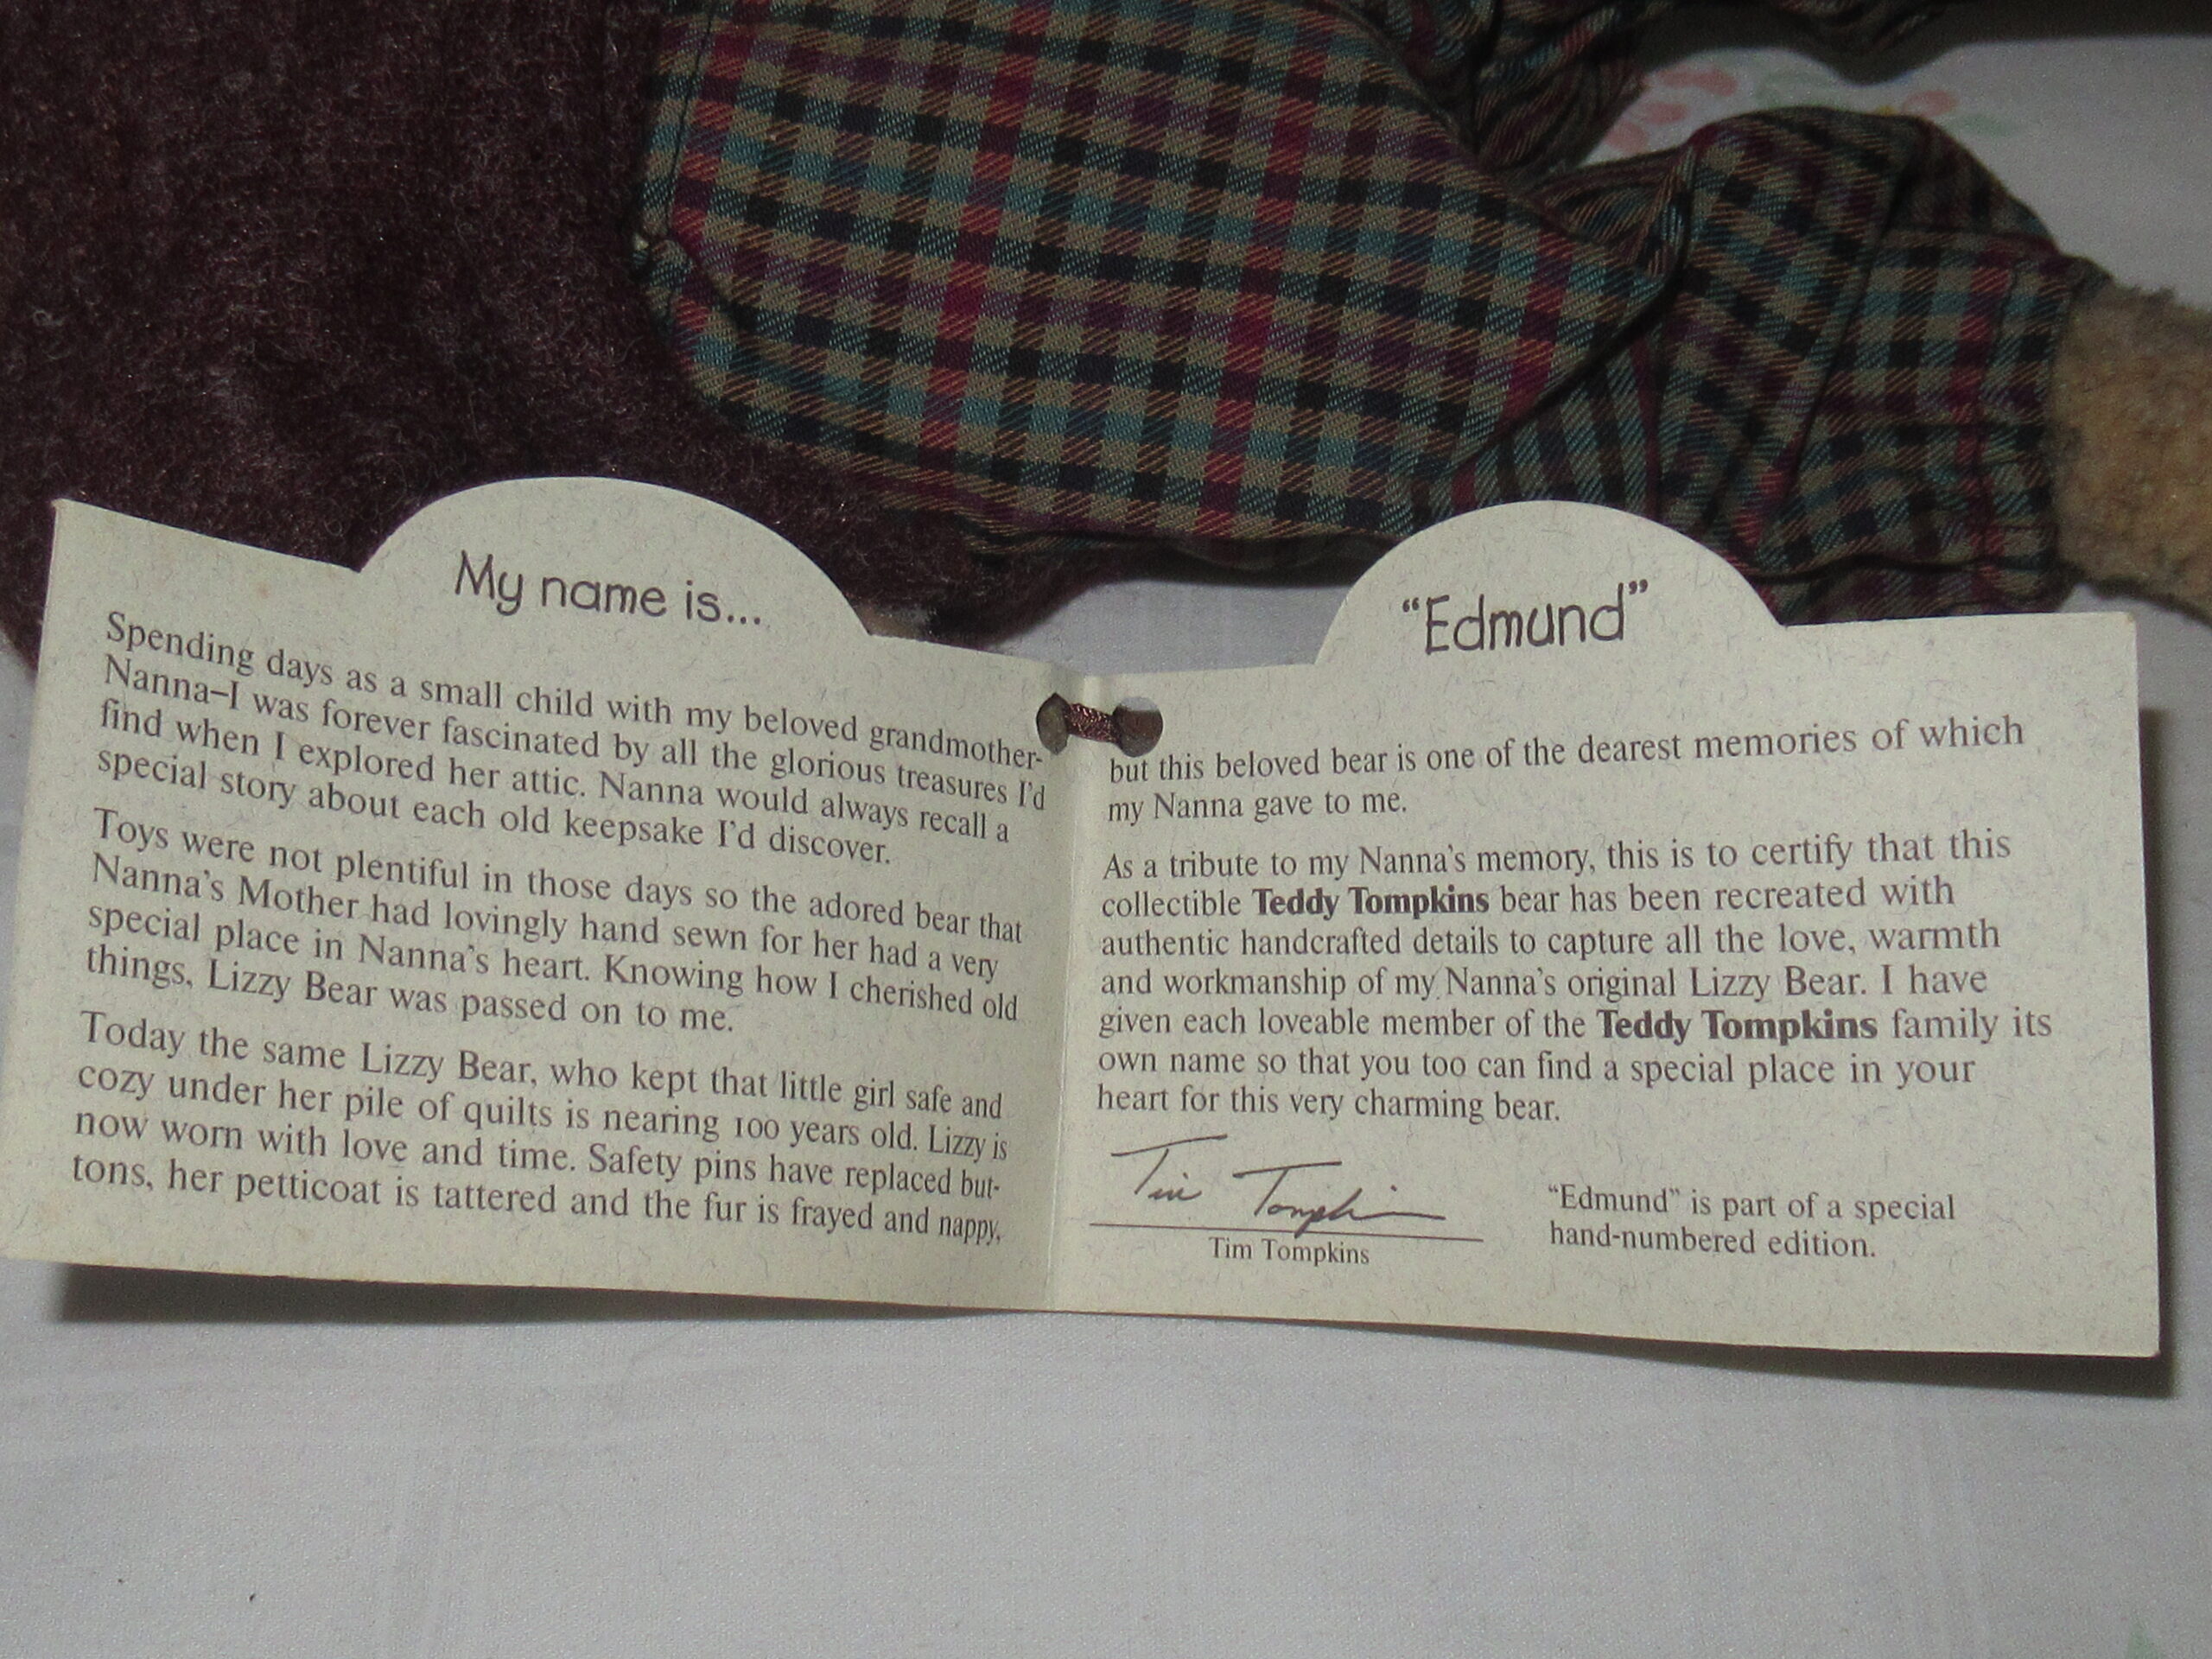 My name is...
Spending days as a small child with my beloved grandmother-
Nanna–I was forever fascinated by all the glorious treasures I'd
find when I explored her attic. Nanna would always recall a
special story about each old keepsake I'd discover.
Toys were not plentiful in those days so the adored bear that
Nanna's Mother had lovingly hand sewn for her had a very
special place in Nanna's heart. Knowing how I cherished old
things, Lizzy Bear was passed on to me.
Today the same Lizzy Bear, who kept that little girl safe and
cozy under her pile of quilts is nearing 100 years old. Lizzy is
now worn with love and time. Safety pins have replaced but-
tons, her petticoat is tattered and the fur is frayed and nappy,
“Edmund”
but this beloved bear is one of the dearest memories of which
my Nanna gave to me.
As a tribute to my Nanna's memory, this is to certify that this
collectible Teddy Tompkins bear has been recreated with
authentic handcrafted details to capture all the love, warmth
and workmanship of my Nanna's original Lizzy Bear. I have
given each loveable member of the Teddy Tompkins family its
own name so that you too can find a special place in your
heart for this very charming bear.
Tim Tompkins
Tim Tompkins
“Edmund” is part of a special
hand-numbered edition.